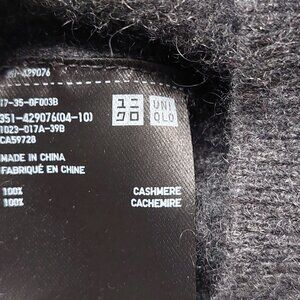 351-429076
17-35-0F003B
351-429076(04-10)
1023-017A-39B
CA59728
MADE IN CHINA
FABRIQUÉ EN CHINE
100% CASHMERE
100% CACHEMIRE
ユニ
クロ
UNI
QLO